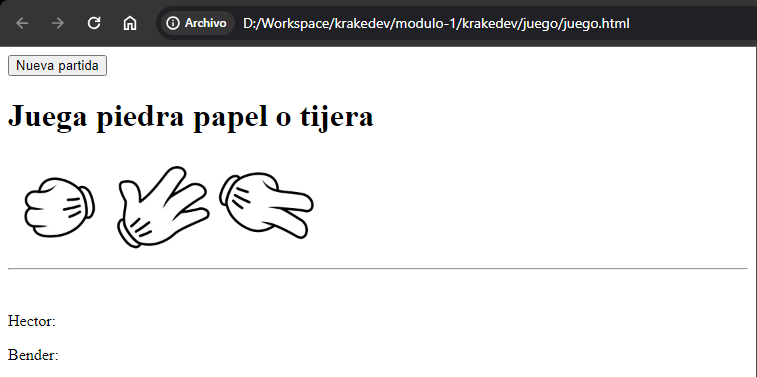 Archivo D:/Workspace/krakedev/modulo-1/krakedev/juego/juego.html
Nueva partida
Juega piedra papel o tijera
Hector:
Bender: